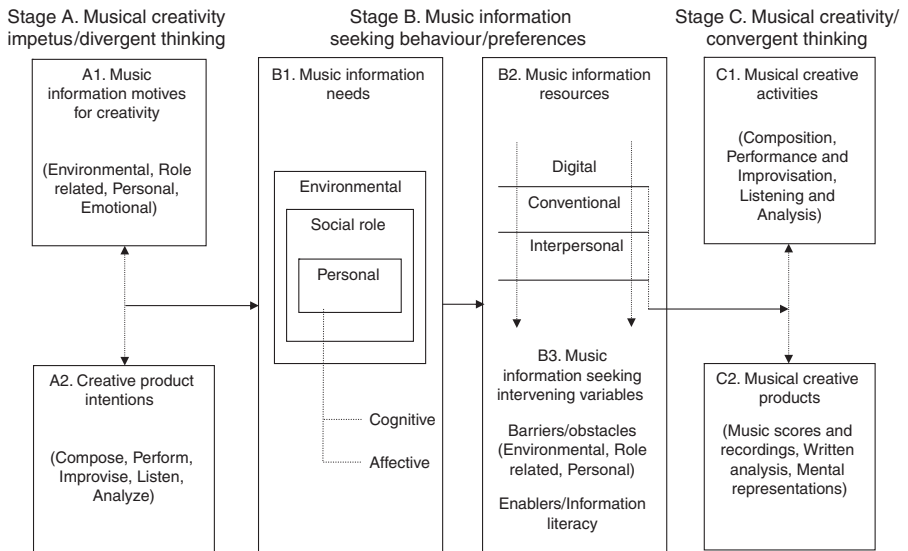 Stage A. Musical creativity
impetus/divergent thinking
A1. Music
information motives
for creativity
(Environmental, Role
related, Personal,
Emotional)
A2. Creative product
intentions
(Compose, Perform,
Improvise, Listen,
Analyze)
Stage B. Music information
seeking behaviour/preferences
B1. Music information
needs
Environmental
Social role
Personal
Cognitive
Affective
B2. Music information
resources
Digital
Conventional
Interpersonal
B3. Music
information seeking
intervening variables
Barriers/obstacles
(Environmental, Role
related, Personal)
Enablers/Information
literacy
Stage C. Musical creativity/
convergent thinking
C1. Musical creative
activities
(Composition,
Performance and
Improvisation,
Listening and
Analysis)
C2. Musical creative
products
(Music scores and
recordings, Written
analysis, Mental
representations)